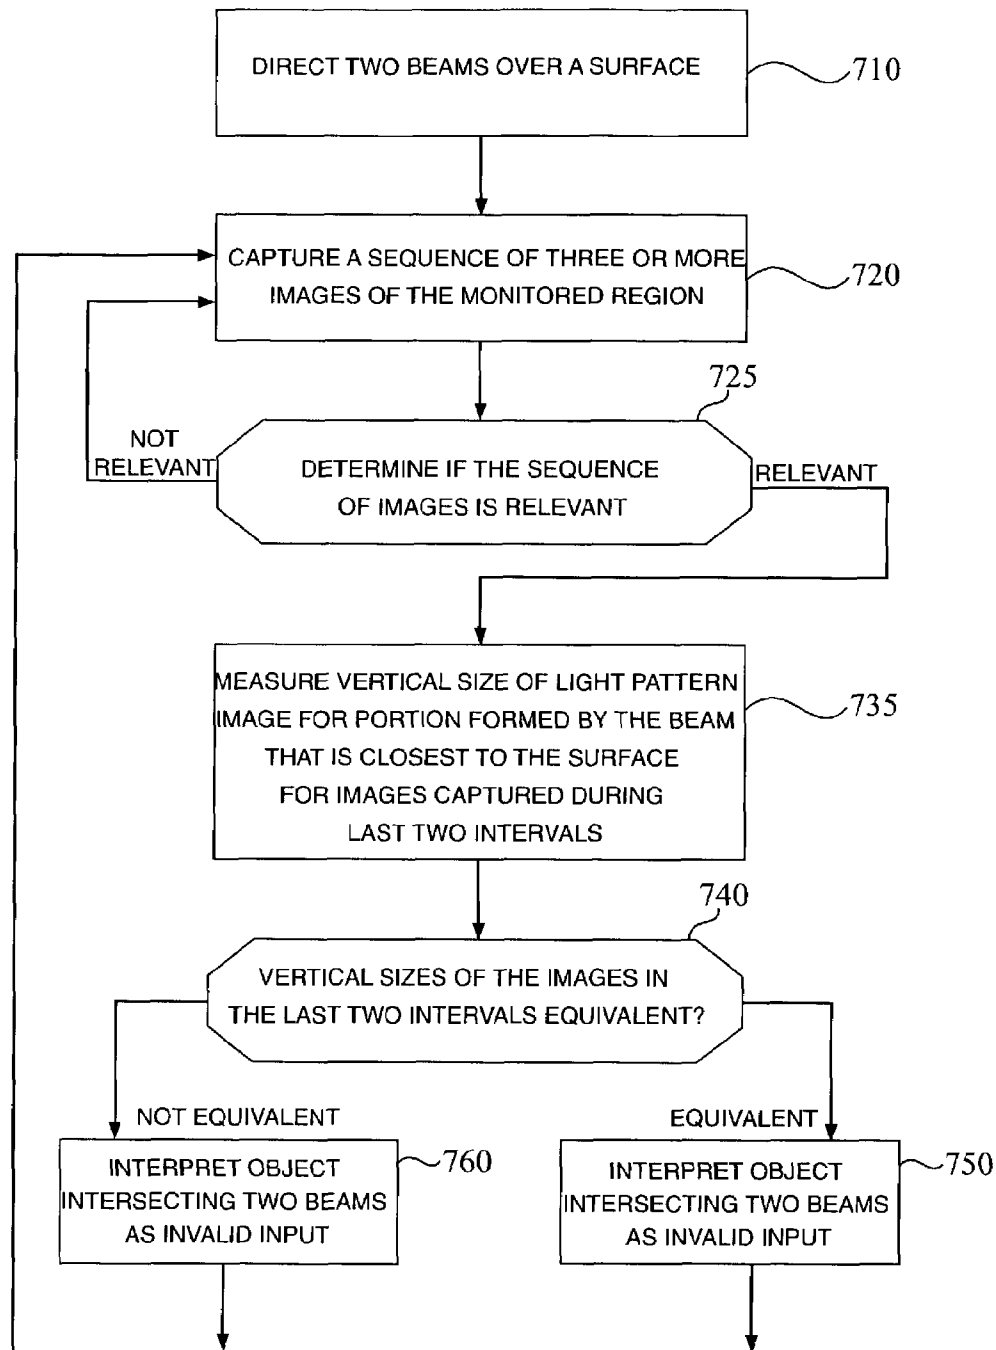 DIRECT TWO BEAMS OVER A SURFACE
710
CAPTURE A SEQUENCE OF THREE OR MORE
IMAGES OF THE MONITORED REGION
720
725
NOT
RELEVANT
DETERMINE IF THE SEQUENCE
OF IMAGES IS RELEVANT
RELEVANT
MEASURE VERTICAL SIZE OF LIGHT PATTERN
IMAGE FOR PORTION FORMED BY THE BEAM
THAT IS CLOSEST TO THE SURFACE
FOR IMAGES CAPTURED DURING
LAST TWO INTERVALS
735
740
VERTICAL SIZES OF THE IMAGES IN
THE LAST TWO INTERVALS EQUIVALENT?
NOT EQUIVALENT
EQUIVALENT
INTERPRET OBJECT
INTERSECTING TWO BEAMS
AS INVALID INPUT
760
INTERPRET OBJECT
INTERSECTING TWO BEAMS
AS INVALID INPUT
750